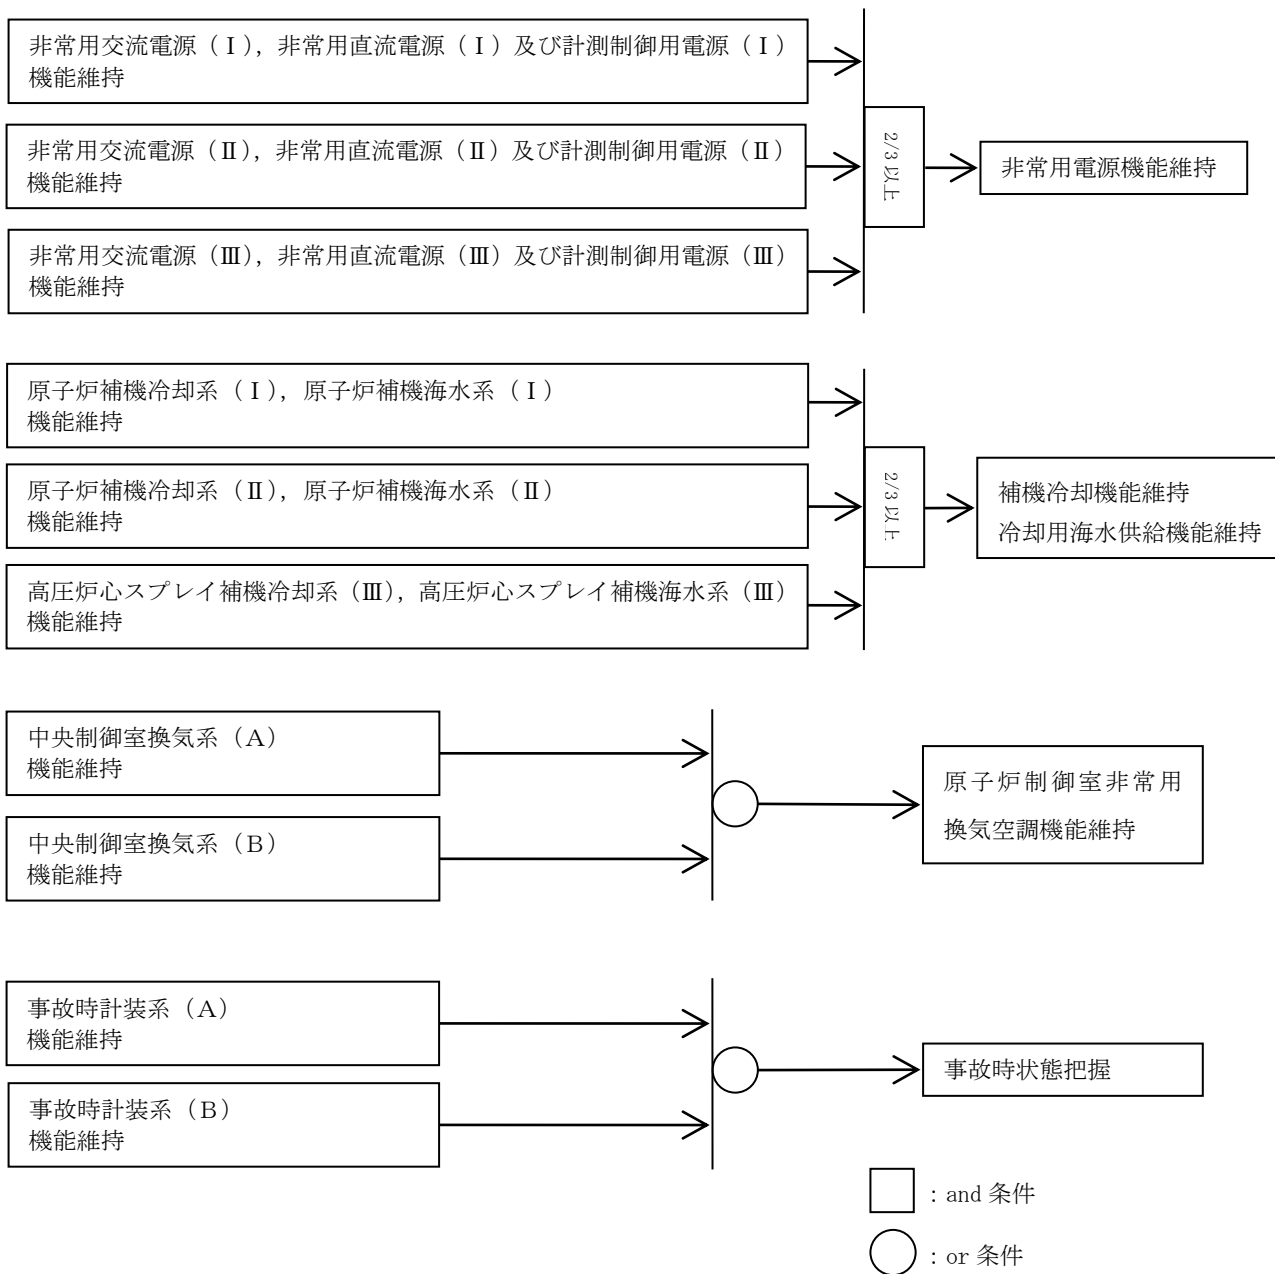 非常用交流電源（Ⅰ），非常用直流電源（Ⅰ）及び計測制御用電源（Ⅰ）
機能維持
非常用交流電源（Ⅱ），非常用直流電源（Ⅱ）及び計測制御用電源（Ⅱ）
機能維持
非常用交流電源（Ⅲ），非常用直流電源（Ⅲ）及び計測制御用電源（Ⅲ）
機能維持
2/3以上
非常用電源機能維持
原子炉補機冷却系（Ⅰ），原子炉補機海水系（Ⅰ）
機能維持
原子炉補機冷却系（Ⅱ），原子炉補機海水系（Ⅱ）
機能維持
高圧炉心スプレイ補機冷却系（Ⅲ），高圧炉心スプレイ補機海水系（Ⅲ）
機能維持
2/3以上
補機冷却機能維持
冷却用海水供給機能維持
中央制御室換気系（A）
機能維持
中央制御室換気系（B）
機能維持
原子炉制御室非常用
換気空調機能維持
事故時計装系（A）
機能維持
事故時計装系（B）
機能維持
事故時状態把握
：and 条件
：or 条件